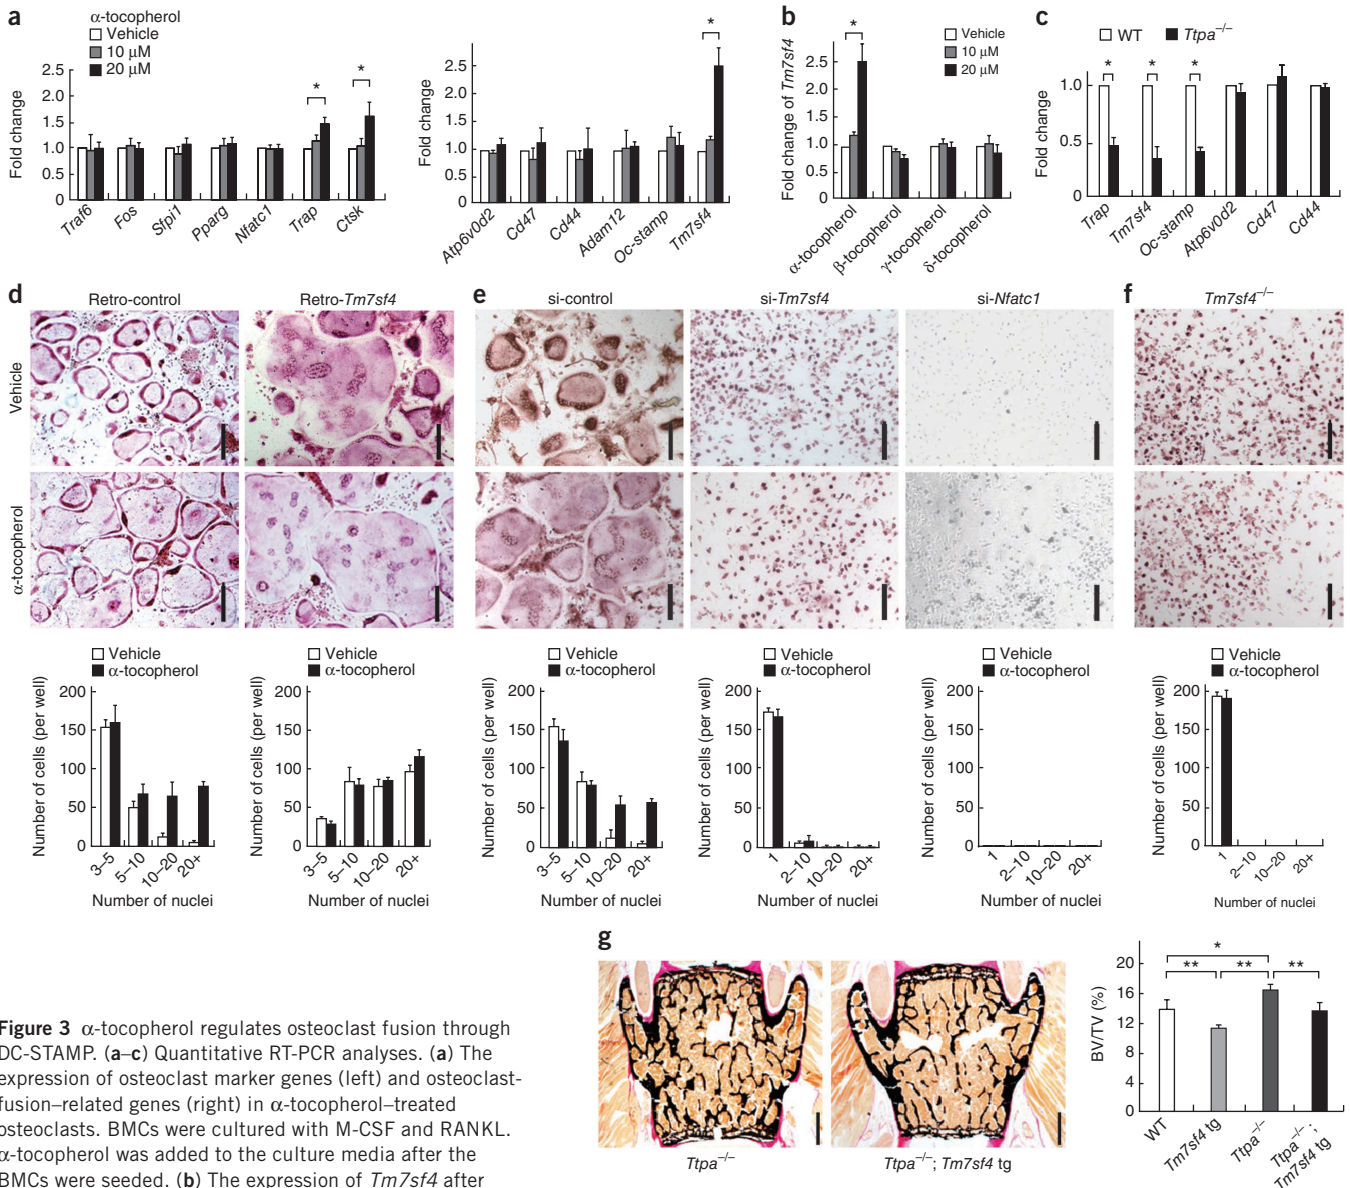 a
α-tocopherol
Vehicle
10 μM
20 μM
Fold change
2.5
2.0
1.5
1.0
0.5
0
Traf6
Fos
Sfpi1
Pparg
Nfatc1
Trap
Ctsk
*
*
Fold change
2.5
2.0
1.5
1.0
0.5
0
Atp6v0d2
Cd47
Cd44
Adam12
Oc-stamp
Tm7sf4
*
b
Vehicle
10 μM
20 μM
Fold change of Tm7sf4
2.5
2.0
1.5
1.0
0.5
0
α-tocopherol
β-tocopherol
γ-tocopherol
δ-tocopherol
*
c
WT
Ttpa–/–
Fold change
1.0
0.5
0
* * *
Trap
Tm7sf4
Oc-stamp
Atp6v0d2
Cd47
Cd44
d
Retro-control
Retro-Tm7sf4
Vehicle
α-tocopherol
Vehicle
α-tocopherol
Number of cells (per well)
200
150
100
50
0
3–5
5–10
10–20
20+
Number of nuclei
Vehicle
α-tocopherol
Number of cells (per well)
200
150
100
50
0
3–5
5–10
10–20
20+
Number of nuclei
e
si-control
si-Tm7sf4
si-Nfatc1
Vehicle
α-tocopherol
Number of cells (per well)
200
150
100
50
0
3–5
5–10
10–20
20+
Number of nuclei
Vehicle
α-tocopherol
Number of cells (per well)
200
150
100
50
0
1
2–10
10–20
20+
Number of nuclei
Vehicle
α-tocopherol
Number of cells (per well)
200
150
100
50
0
1
2–10
10–20
20+
Number of nuclei
f
Tm7sf4–/–
Vehicle
α-tocopherol
Number of cells (per well)
200
150
100
50
0
1
2–10
10–20
20+
Number of nuclei
g
Ttpa–/–
Ttpa–/–; Tm7sf4 tg
BV/TV (%)
20
16
12
8
4
0
*
** ** **
WT
Tm7sf4 tg
Ttpa–/–
Ttpa–/–;
Tm7sf4 tg
Figure 3 α-tocopherol regulates osteoclast fusion through
DC-STAMP. (a–c) Quantitative RT-PCR analyses. (a) The
expression of osteoclast marker genes (left) and osteoclast-
fusion–related genes (right) in α-tocopherol–treated
osteoclasts. BMCs were cultured with M-CSF and RANKL.
α-tocopherol was added to the culture media after the
BMCs were seeded. (b) The expression of Tm7sf4 after